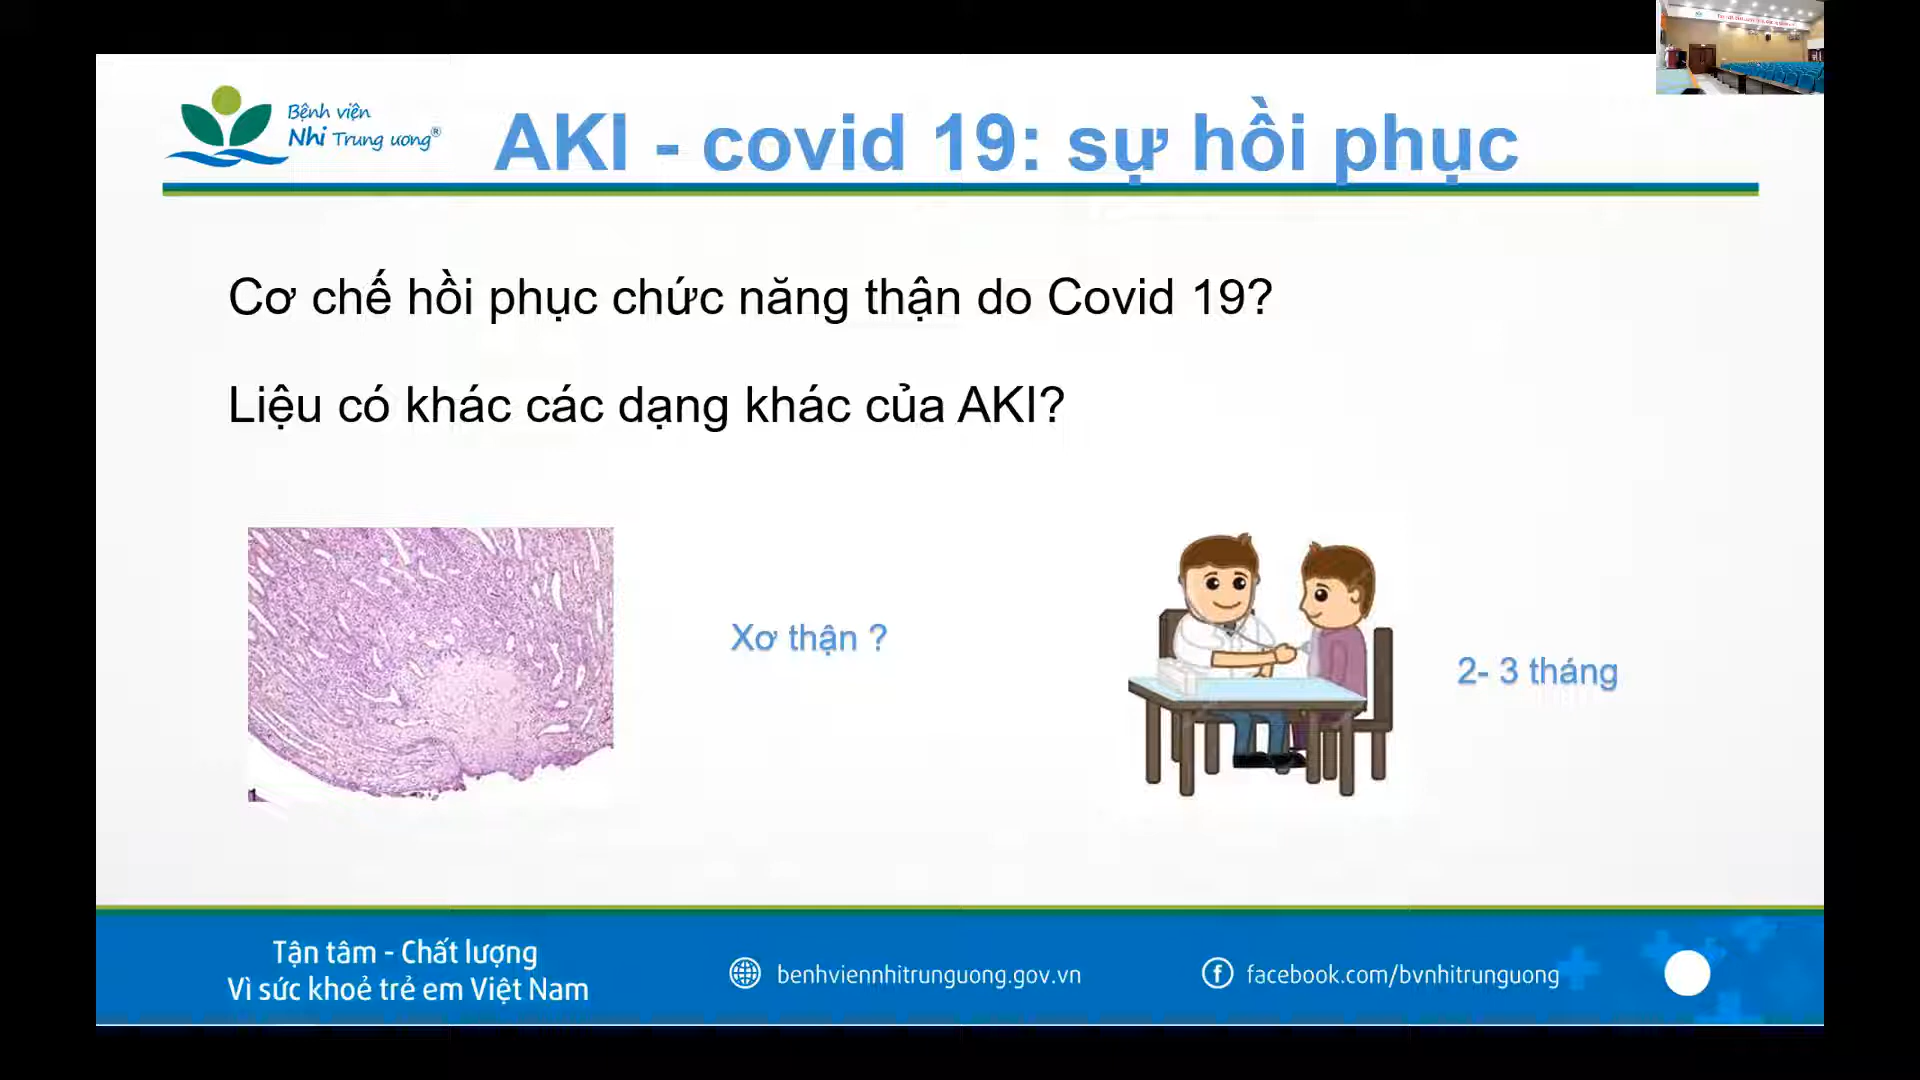 Bệnh viện
Nhi Trung ương®
AKI - covid 19: sự hồi phục
Cơ chế hồi phục chức năng thận do Covid 19?
Liệu có khác các dạng khác của AKI?
Xơ thận ?
2- 3 tháng
Tận tâm - Chất lượng
Vì sức khoẻ trẻ em Việt Nam
benhviennhitrunguong.gov.vn
facebook.com/bvnhitrunguong